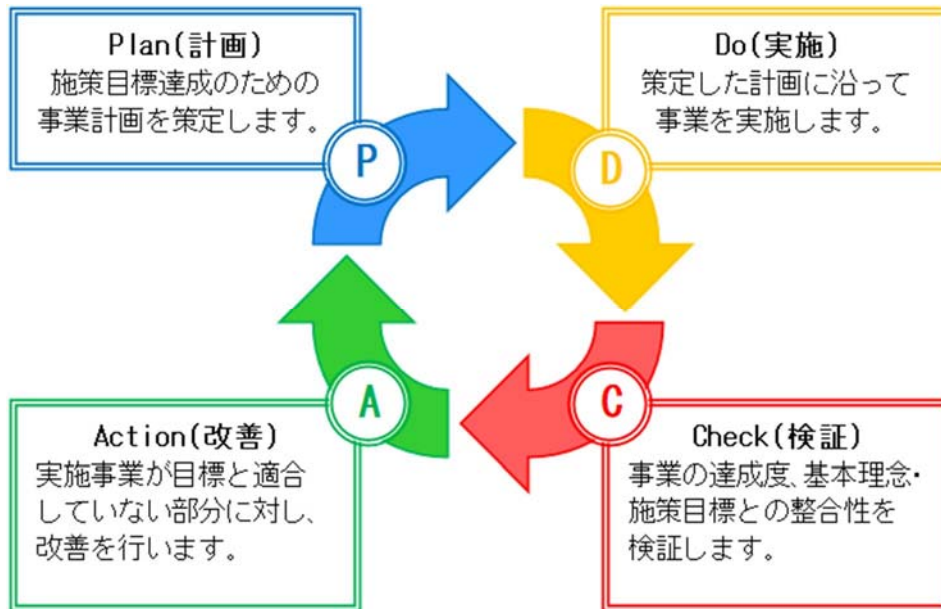 Plan(計画)
施策目標達成のための
事業計画を策定します。
P
Do(実施)
策定した計画に沿って
事業を実施します。
D
Action(改善)
実施事業が目標と適合
していない部分に対し、
改善を行います。
A
Check(検証)
事業の達成度、基本理念・
施策目標との整合性を
検証します。
C